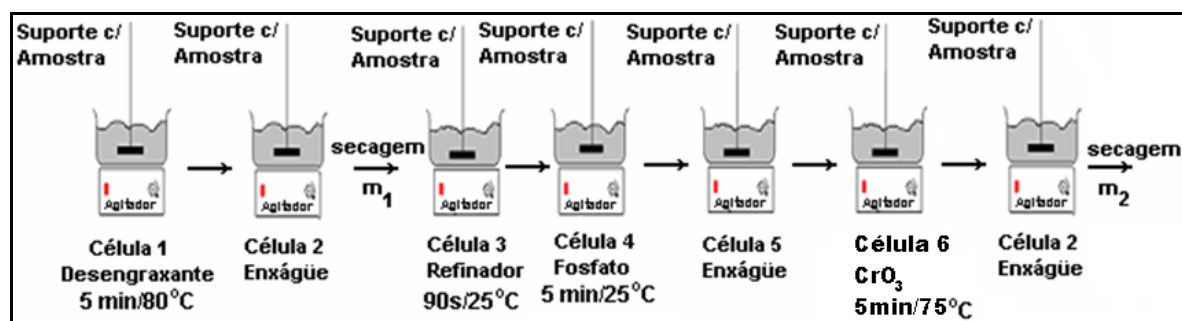 Suporte c/
Amostra
Suporte c/
Amostra
Suporte c/
Amostra
Suporte c/
Amostra
Suporte c/
Amostra
Suporte c/
Amostra
Suporte c/
Amostra
secagem
m1
secagem
m2
Agitador
Agitador
Agitador
Agitador
Agitador
Agitador
Agitador
Célula 1
Desengraxante
5 min/80°C
Célula 2
Enxágüe
Célula 3
Refinador
90s/25°C
Célula 4
Fosfato
5 min/25°C
Célula 5
Enxágüe
Célula 6
CrO3
5min/75°C
Célula 2
Enxágüe